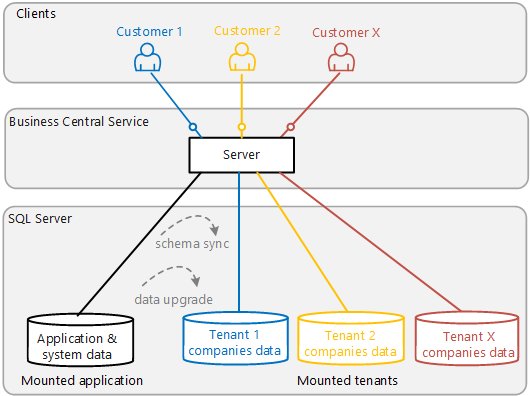 Clients
Customer 1
Customer 2
Customer X
Business Central Service
Server
SQL Server
schema sync
data upgrade
Application &
system data
Tenant 1
companies data
Tenant 2
companies data
Tenant X
companies data
Mounted application
Mounted tenants